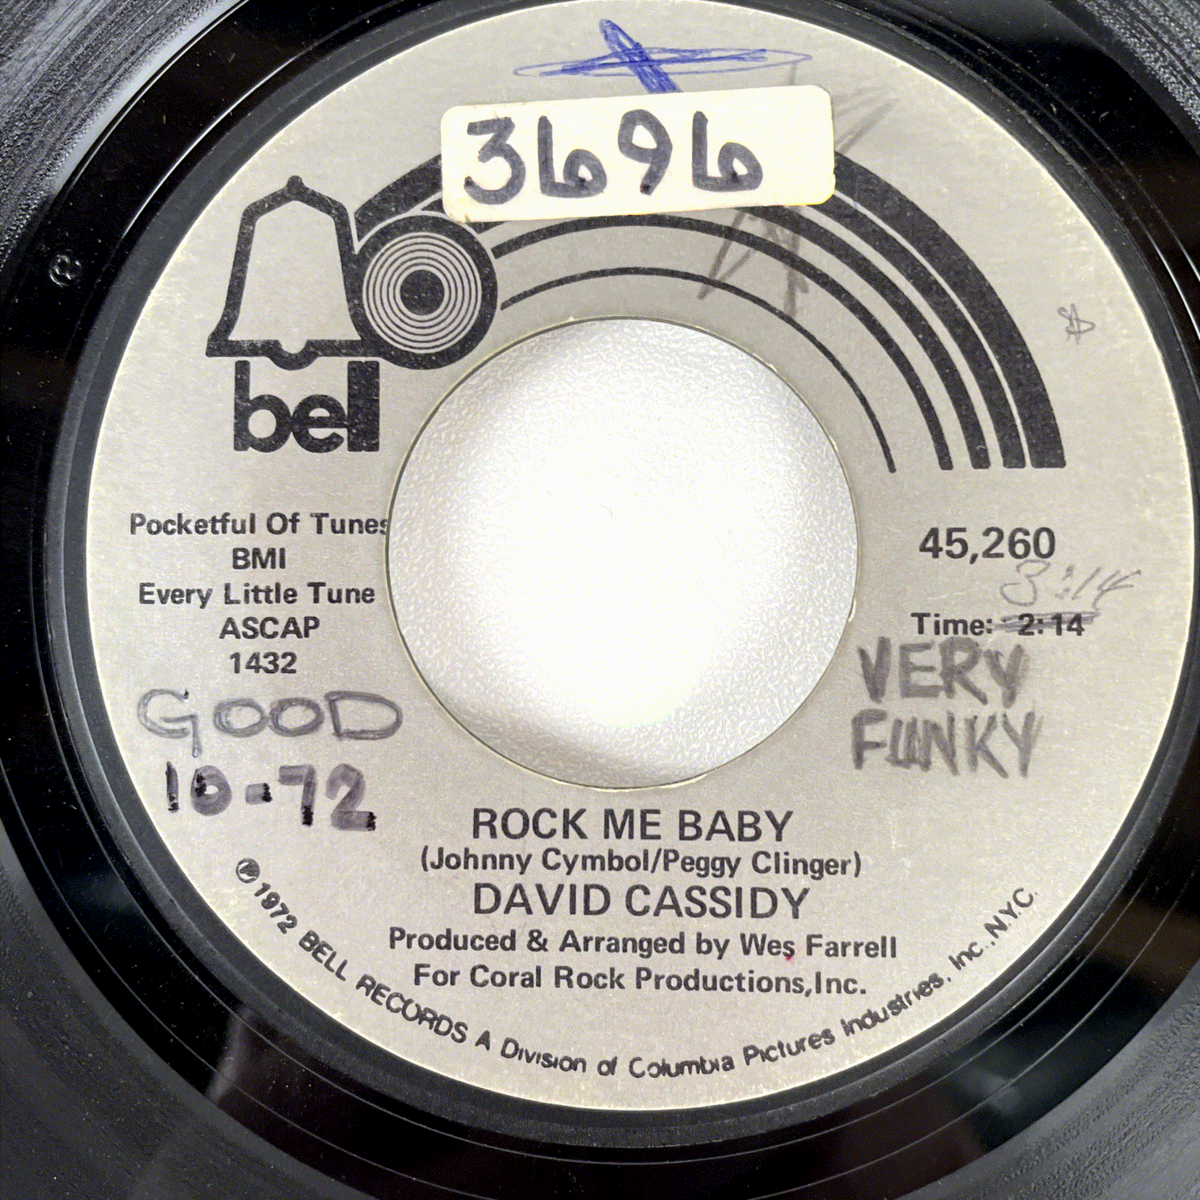 3696
bell
Pocketful Of Tunes
BMI
Every Little Tune
ASCAP
1432
GOOD
10-72
45,260
3:14
Time: 2:14
VERY
FUNKY
ROCK ME BABY
(Johnny Cymbol/Peggy Clinger)
DAVID CASSIDY
Produced & Arranged by Wes Farrell
For Coral Rock Productions,Inc.
℗ 1972 BELL RECORDS A Division of Columbia Pictures Industries, Inc., N.Y.C.